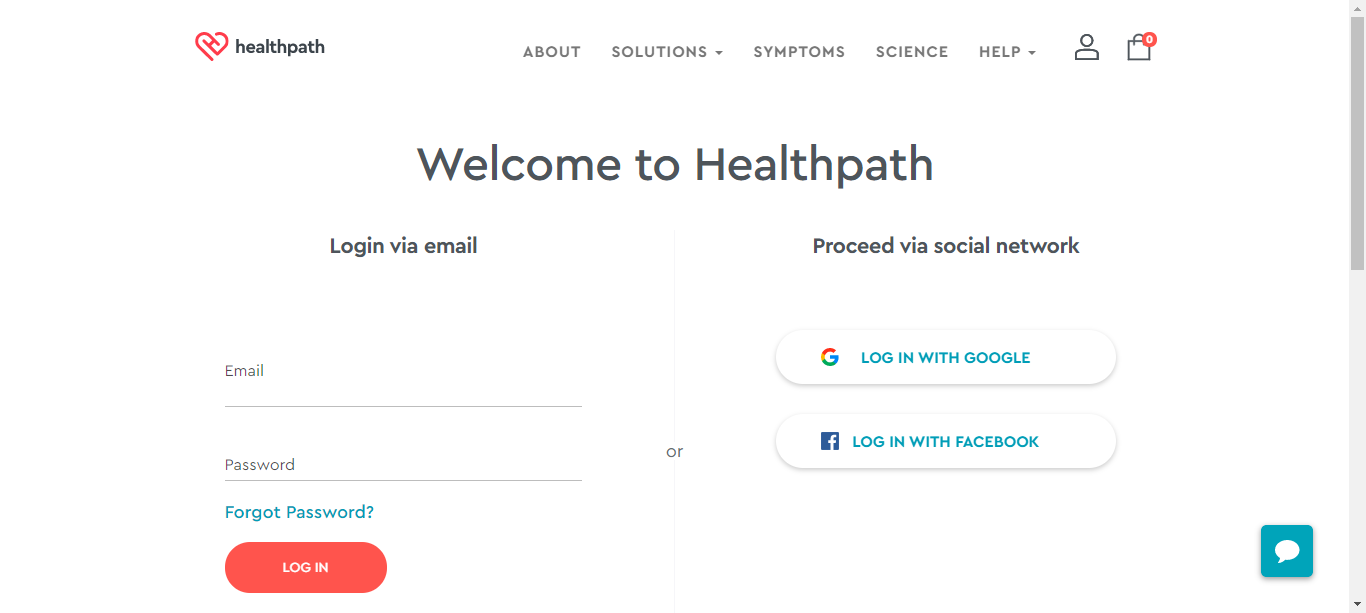 healthpath
ABOUT SOLUTIONS SYMPTOMS SCIENCE HELP 0
Welcome to Healthpath
Login via email
Email
Password
Forgot Password?
LOG IN
or
Proceed via social network
LOG IN WITH GOOGLE
LOG IN WITH FACEBOOK